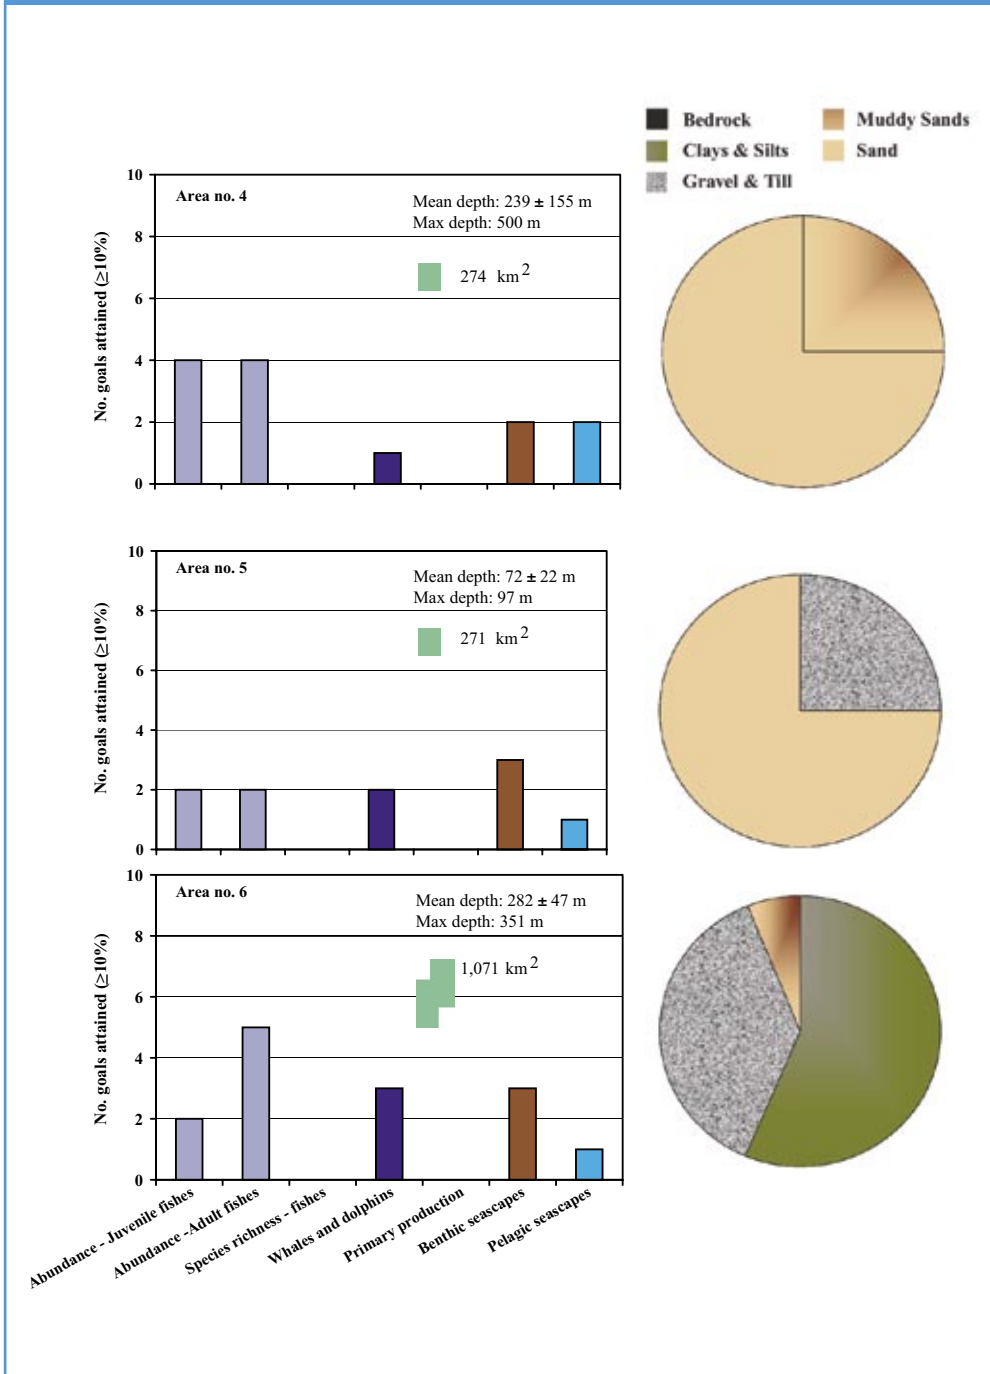 Bedrock
Muddy Sands
Clays & Silts
Sand
Gravel & Till
No. goals attained (≥10%)
10
8
6
4
2
0
Area no. 4
Mean depth: 239 ± 155 m
Max depth: 500 m
274 km2
No. goals attained (≥10%)
10
8
6
4
2
0
Area no. 5
Mean depth: 72 ± 22 m
Max depth: 97 m
271 km2
No. goals attained (≥10%)
10
8
6
4
2
0
Area no. 6
Mean depth: 282 ± 47 m
Max depth: 351 m
1,071 km2
Abundance - Juvenile fishes
Abundance -Adult fishes
Species richness - fishes
Whales and dolphins
Primary production
Benthic seascapes
Pelagic seascapes